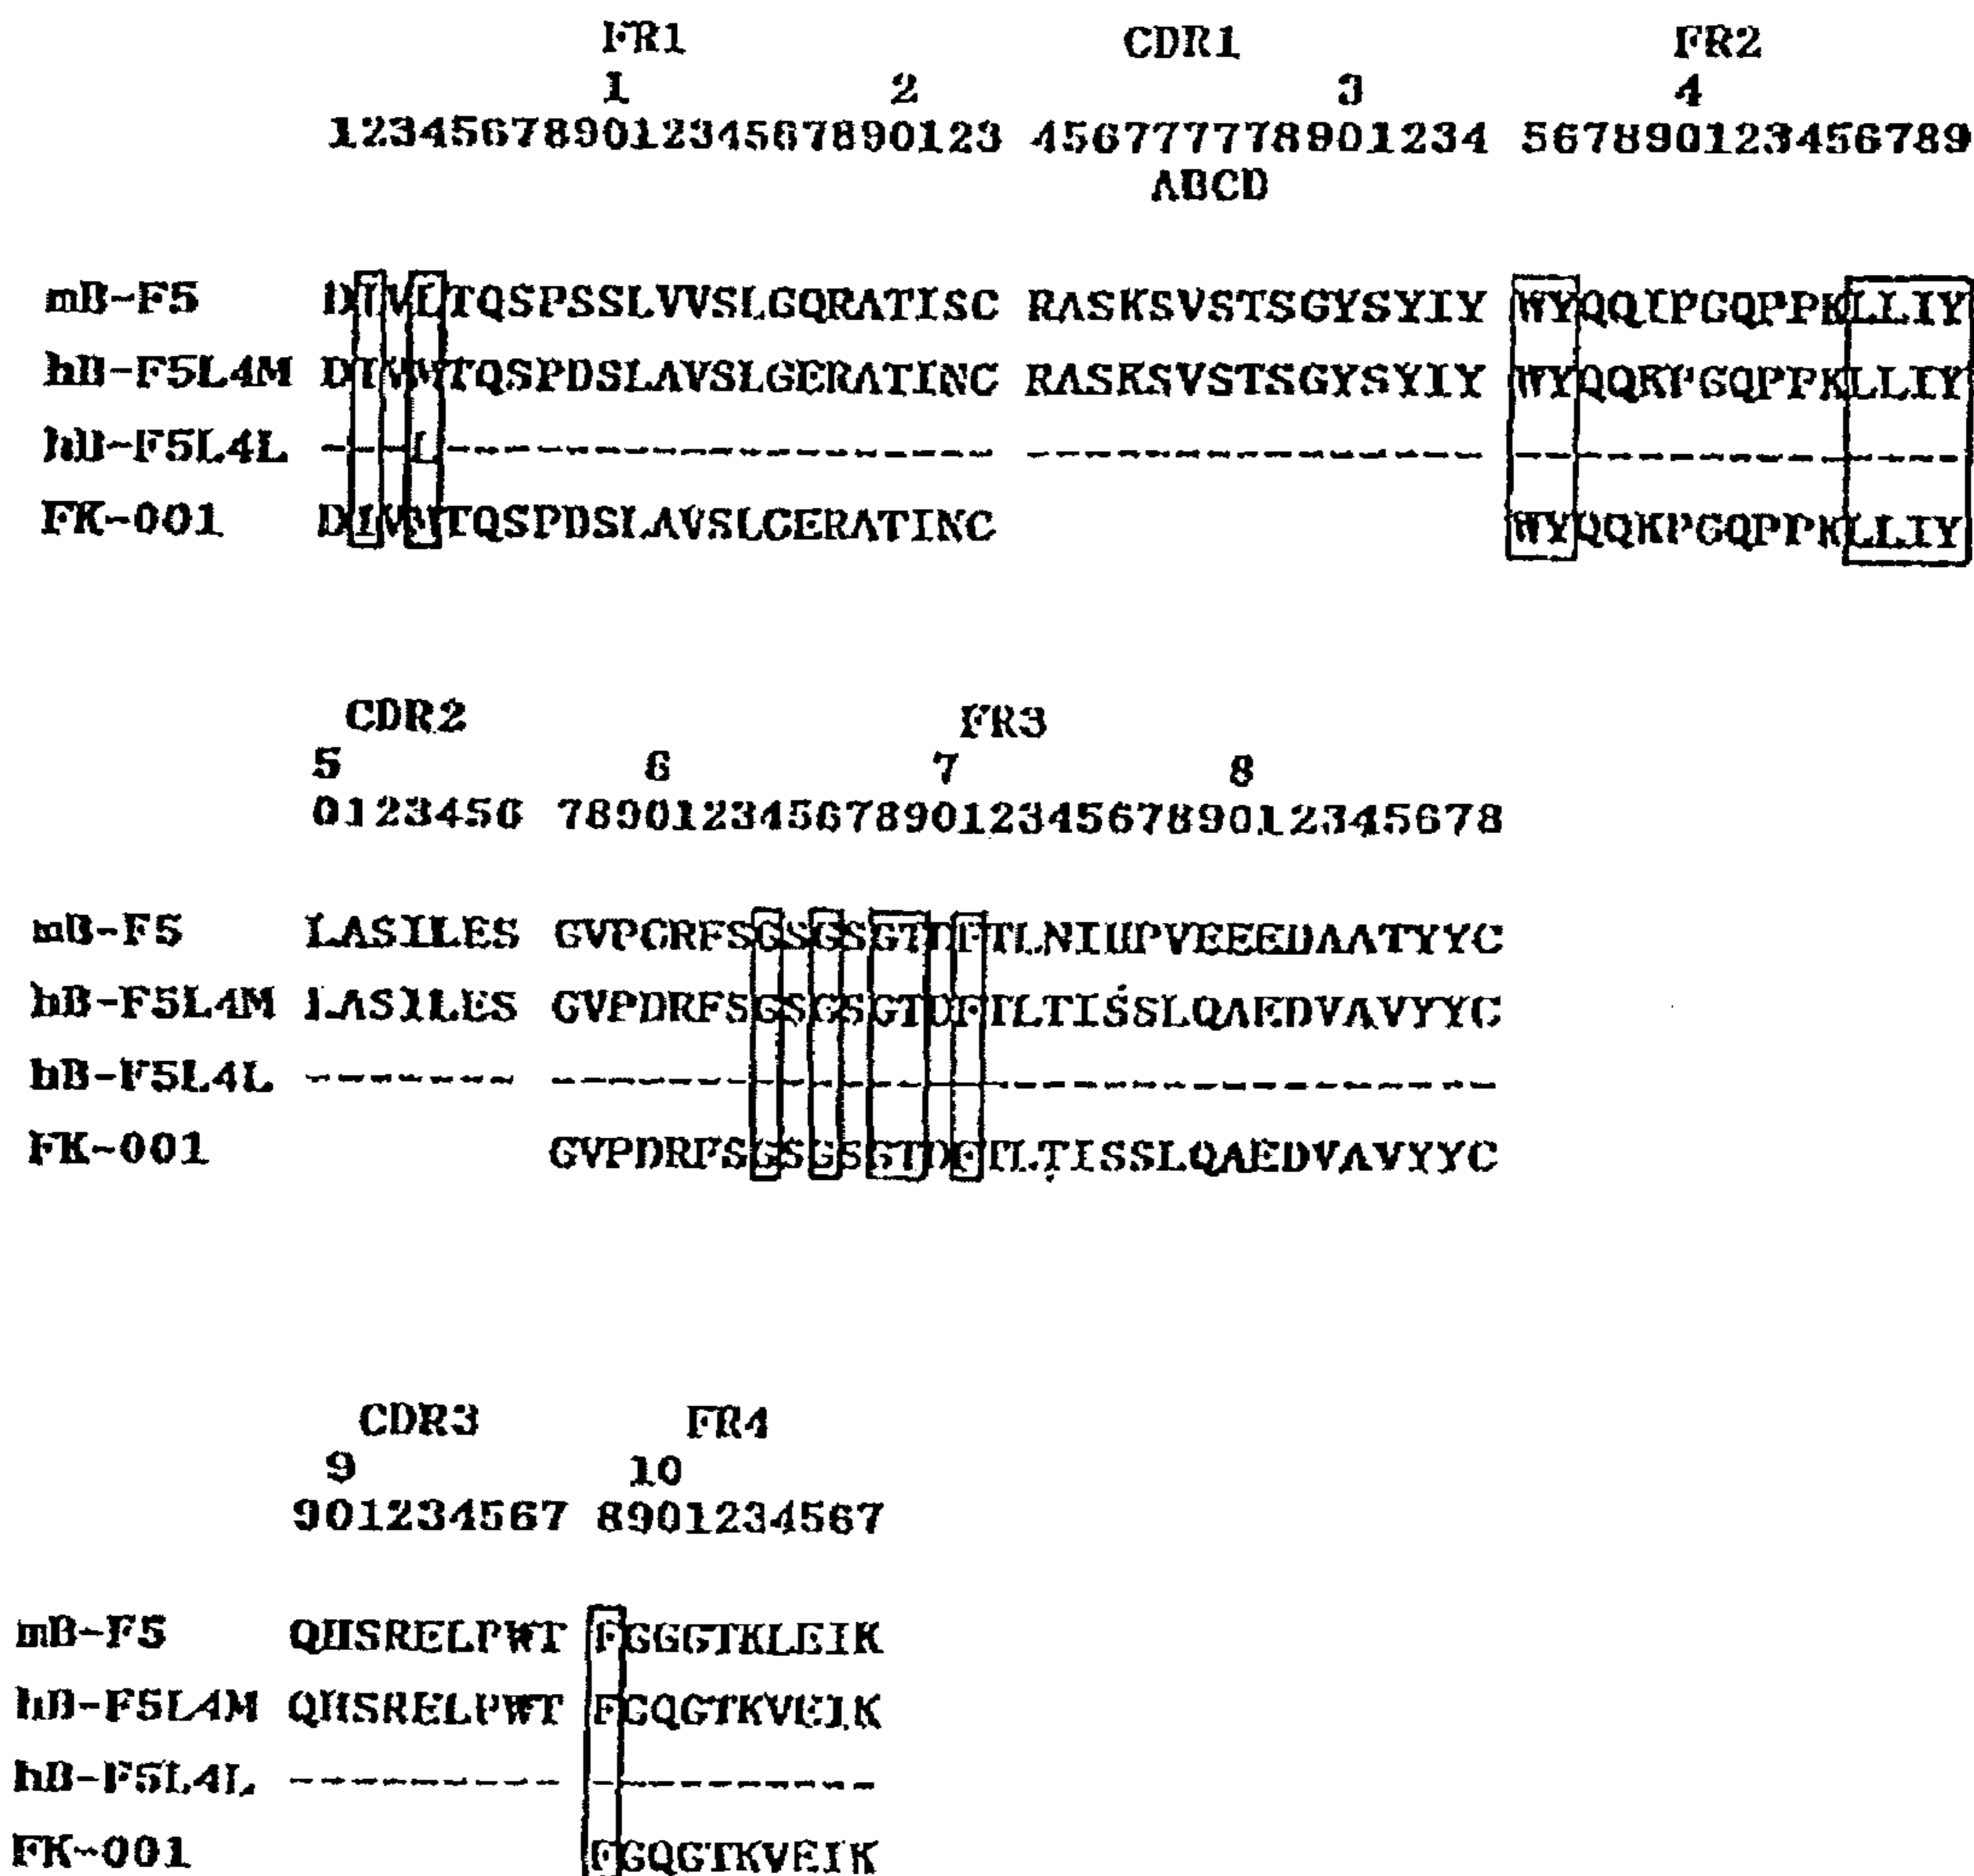 FR1 CDR1 FR2
1 2 3 4
12345678901234567890123 456777778901234 567890123456789
ABCD
mB-F5 DIVLTQSPSSLVVSLGQRATISC RASKSVSTSGYSYIY WYQQIPGQPPKLLIY
hB-F5L4M DIVMTQSPDSLAVSLGERATINC RASKSVSTSGYSYIY WYQQKPGQPPKLLIY
hB-F5L4L ---L------------------- --------------- ---------------
FK-001 DIVMTQSPDSLAVSLGERATINC WYQQKPGQPPKLLIY
CDR2 FR3
5 6 7 8
0123456 78901234567890123456789012345678
mB-F5 LASILES GVPGRFSGSGSGTDFTLNIHPVEEEDAATYYC
hB-F5L4M LASILES GVPDRFSGSGSGTDFTLTISSLQAEDVAVYYC
hB-F5L4L ------- --------------------------------
FK-001 GVPDRFSGSGSGTDFTLTISSLQAEDVAVYYC
CDR3 FR4
9 10
901234567 8901234567
mB-F5 QHSRELPWT FGGGTKLEIK
hB-F5L4M QHSRELPWT FGQGTKVEIK
hB-F5L4L --------- ----------
FK-001 FGQGTKVEIK